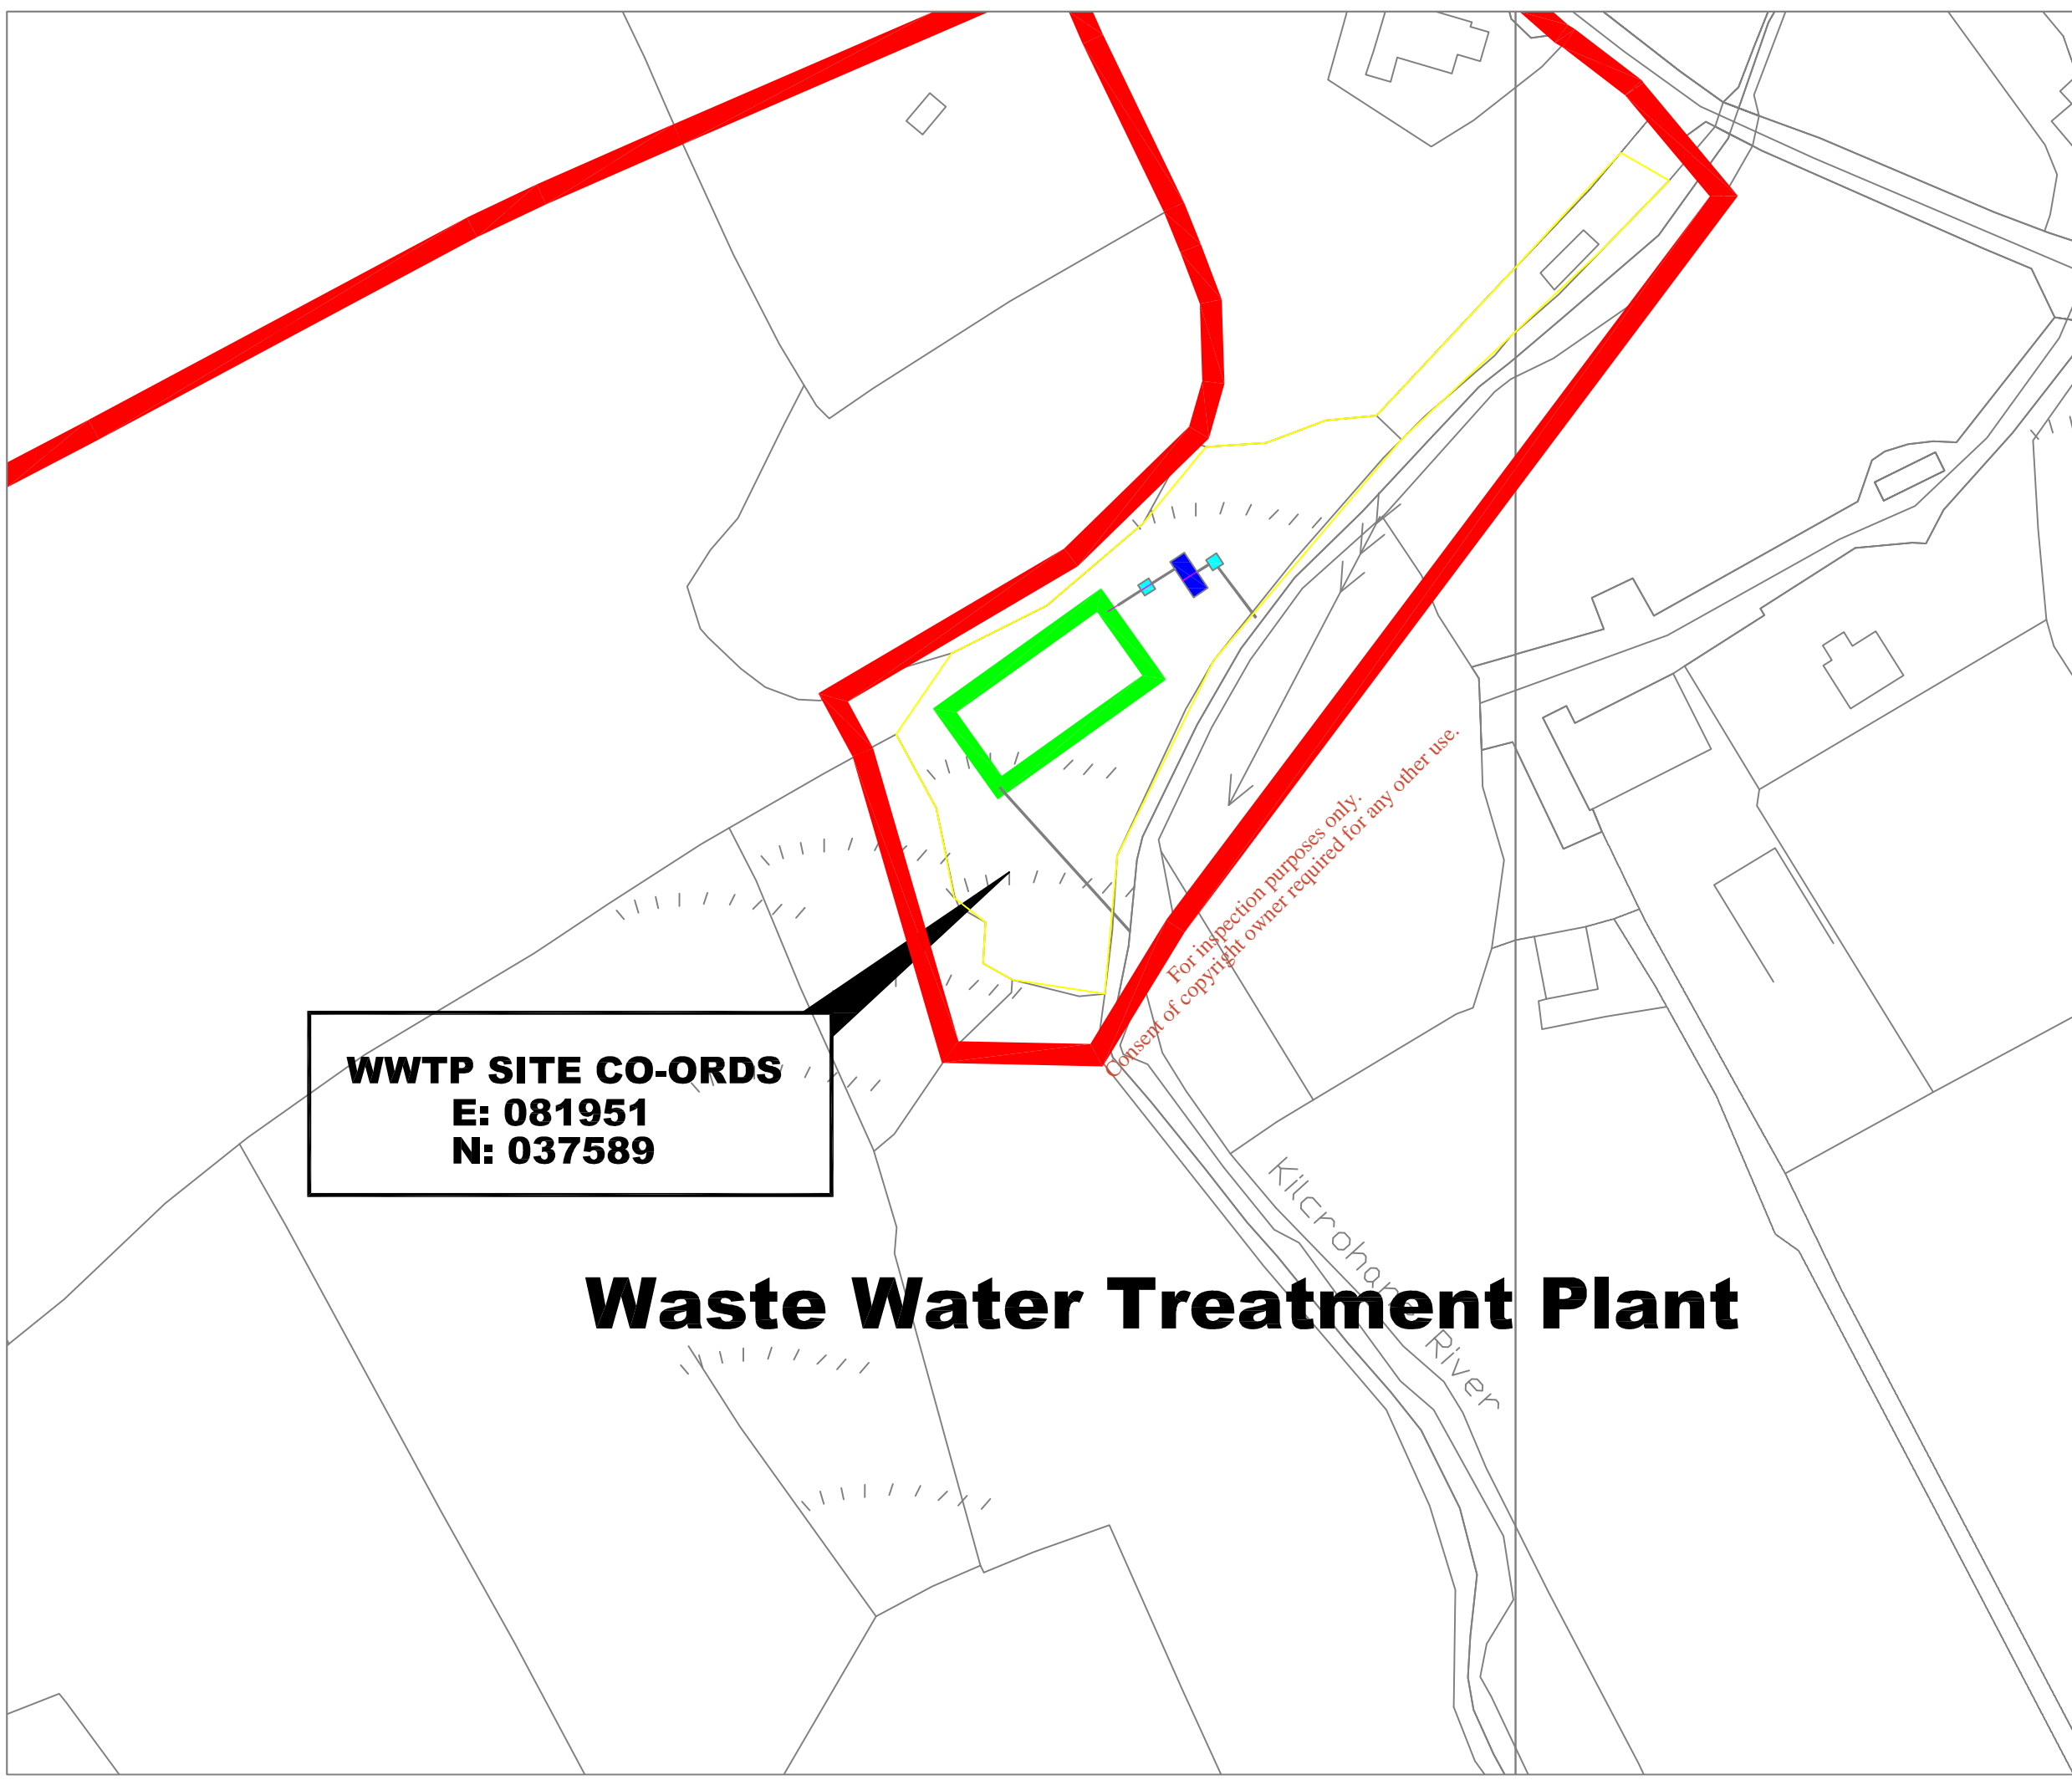 For inspection purposes only.
Consent of copyright owner required for any other use.
WWTP SITE CO-ORDS
E: 081951
N: 037589
Kilcrohane River
Waste Water Treatment Plant